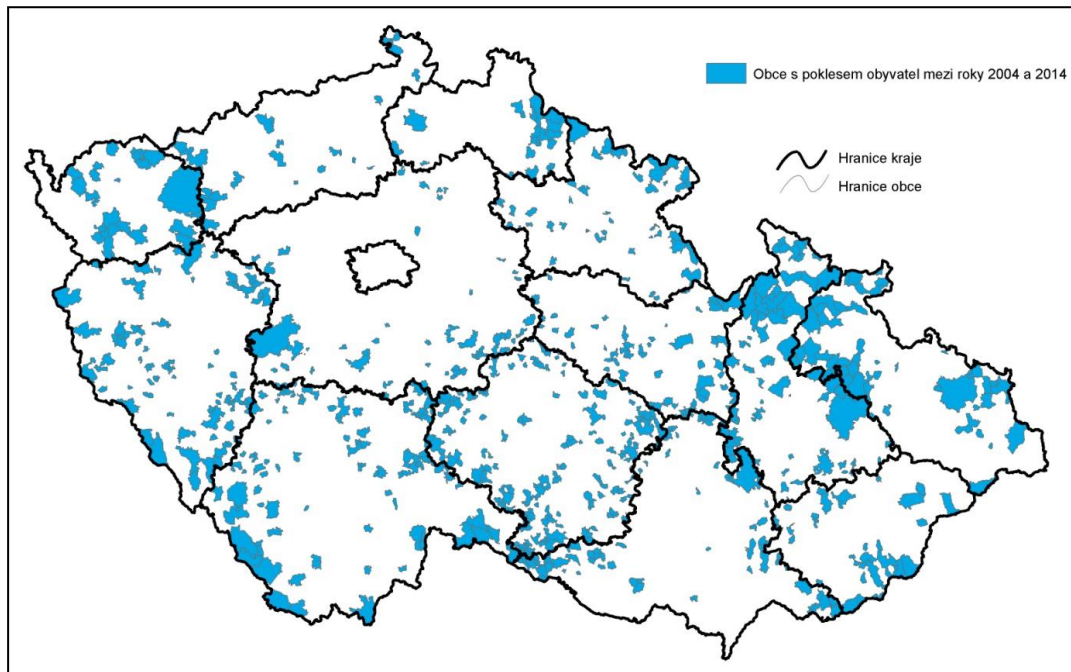 Obce s poklesem obyvatel mezi roky 2004 a 2014
Hranice kraje
Hranice obce